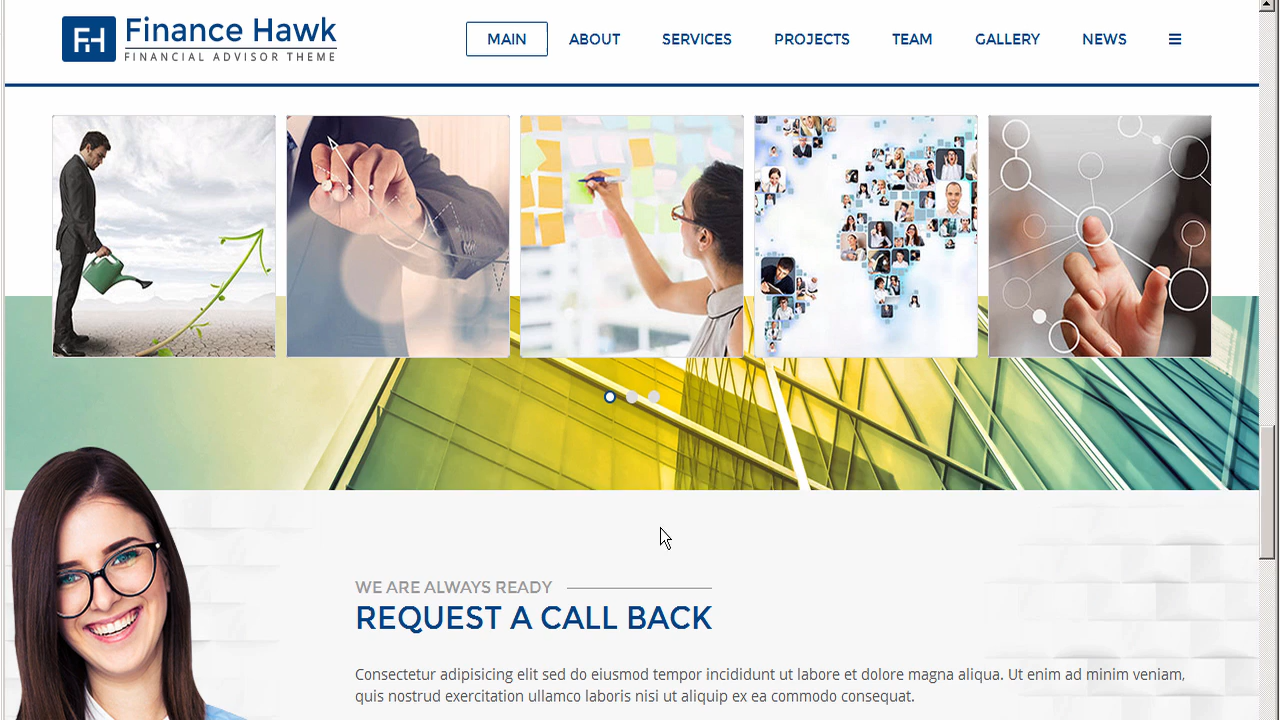 FH Finance Hawk
FINANCIAL ADVISOR THEME
MAIN ABOUT SERVICES PROJECTS TEAM GALLERY NEWS
WE ARE ALWAYS READY
REQUEST A CALL BACK
Consectetur adipisicing elit sed do eiusmod tempor incididunt ut labore et dolore magna aliqua. Ut enim ad minim veniam,
quis nostrud exercitation ullamco laboris nisi ut aliquip ex ea commodo consequat.